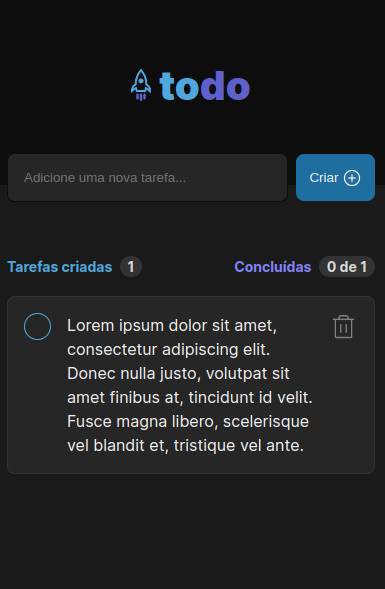 todo
Adicione uma nova tarefa...
Criar
Tarefas criadas 1
Concluídas 0 de 1
Lorem ipsum dolor sit amet,
consectetur adipiscing elit.
Donec nulla justo, volutpat sit
amet finibus at, tincidunt id velit.
Fusce magna libero, scelerisque
vel blandit et, tristique vel ante.